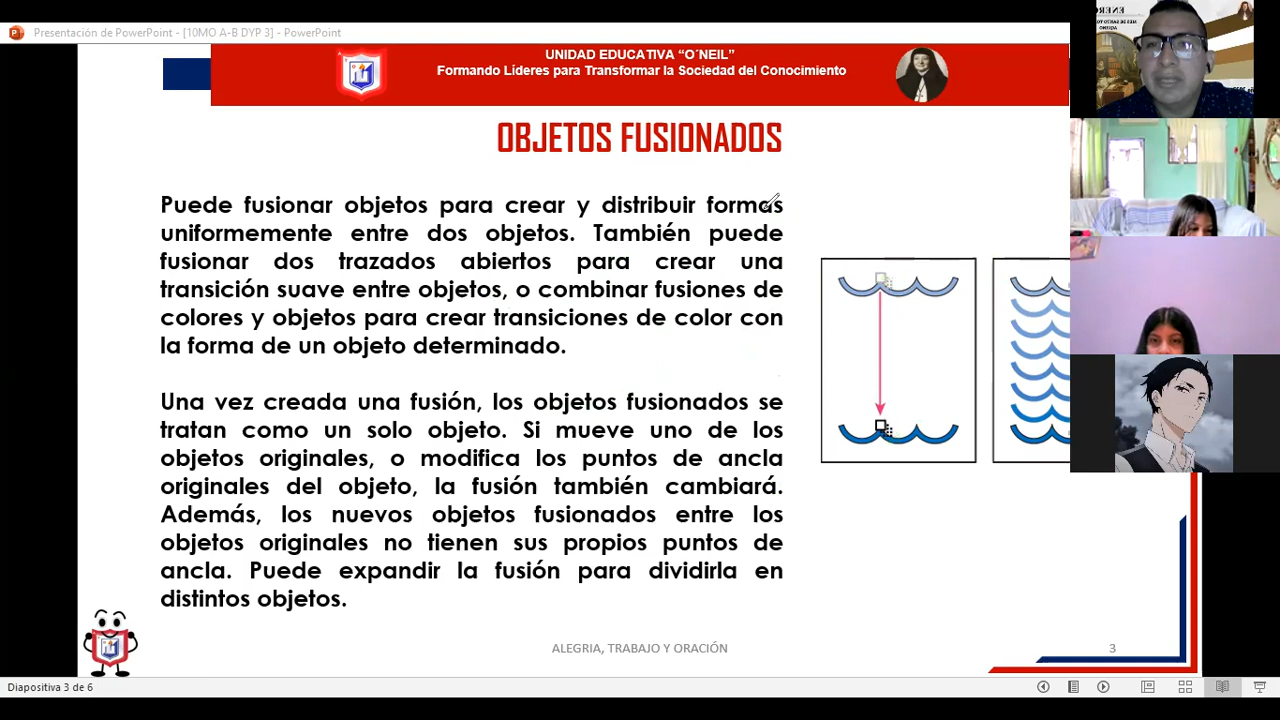 Presentación de PowerPoint - [10MO A-B DYP 3] - PowerPoint
UNIDAD EDUCATIVA “O´NEIL”
Formando Líderes para Transformar la Sociedad del Conocimiento
ENERO
OBJETOS FUSIONADOS
Puede fusionar objetos para crear y distribuir formas
uniformemente entre dos objetos. También puede
fusionar dos trazados abiertos para crear una
transición suave entre objetos, o combinar fusiones de
colores y objetos para crear transiciones de color con
la forma de un objeto determinado.
Una vez creada una fusión, los objetos fusionados se
tratan como un solo objeto. Si mueve uno de los
objetos originales, o modifica los puntos de ancla
originales del objeto, la fusión también cambiará.
Además, los nuevos objetos fusionados entre los
objetos originales no tienen sus propios puntos de
ancla. Puede expandir la fusión para dividirla en
distintos objetos.
ALEGRIA, TRABAJO Y ORACIÓN
3
Diapositiva 3 de 6